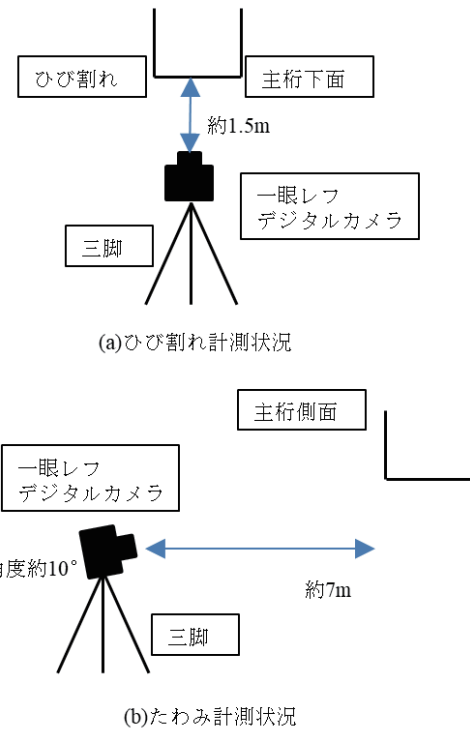 ひび割れ
主桁下面
約1.5m
一眼レフ
デジタルカメラ
三脚
(a)ひび割れ計測状況
主桁側面
一眼レフ
デジタルカメラ
角度約10°
約7m
三脚
(b)たわみ計測状況